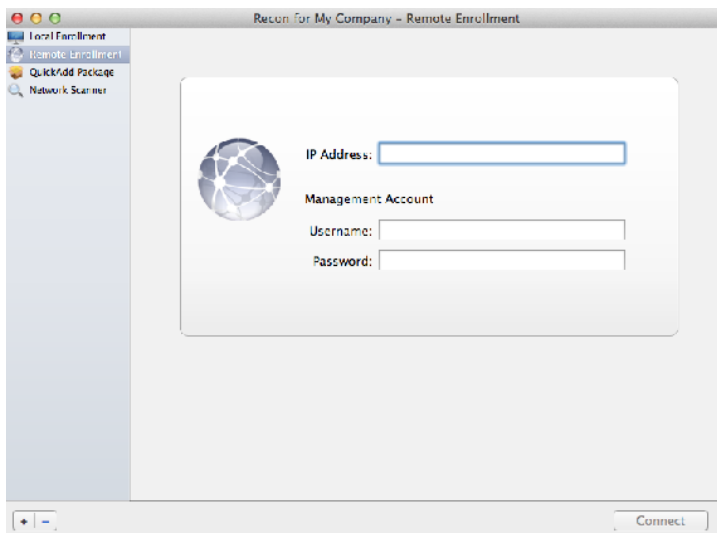 Recon for My Company – Remote Enrollment
Local Enrollment
Remote Enrollment
QuickAdd Package
Network Scanner
IP Address:
Management Account
Username:
Password:
+ −
Connect